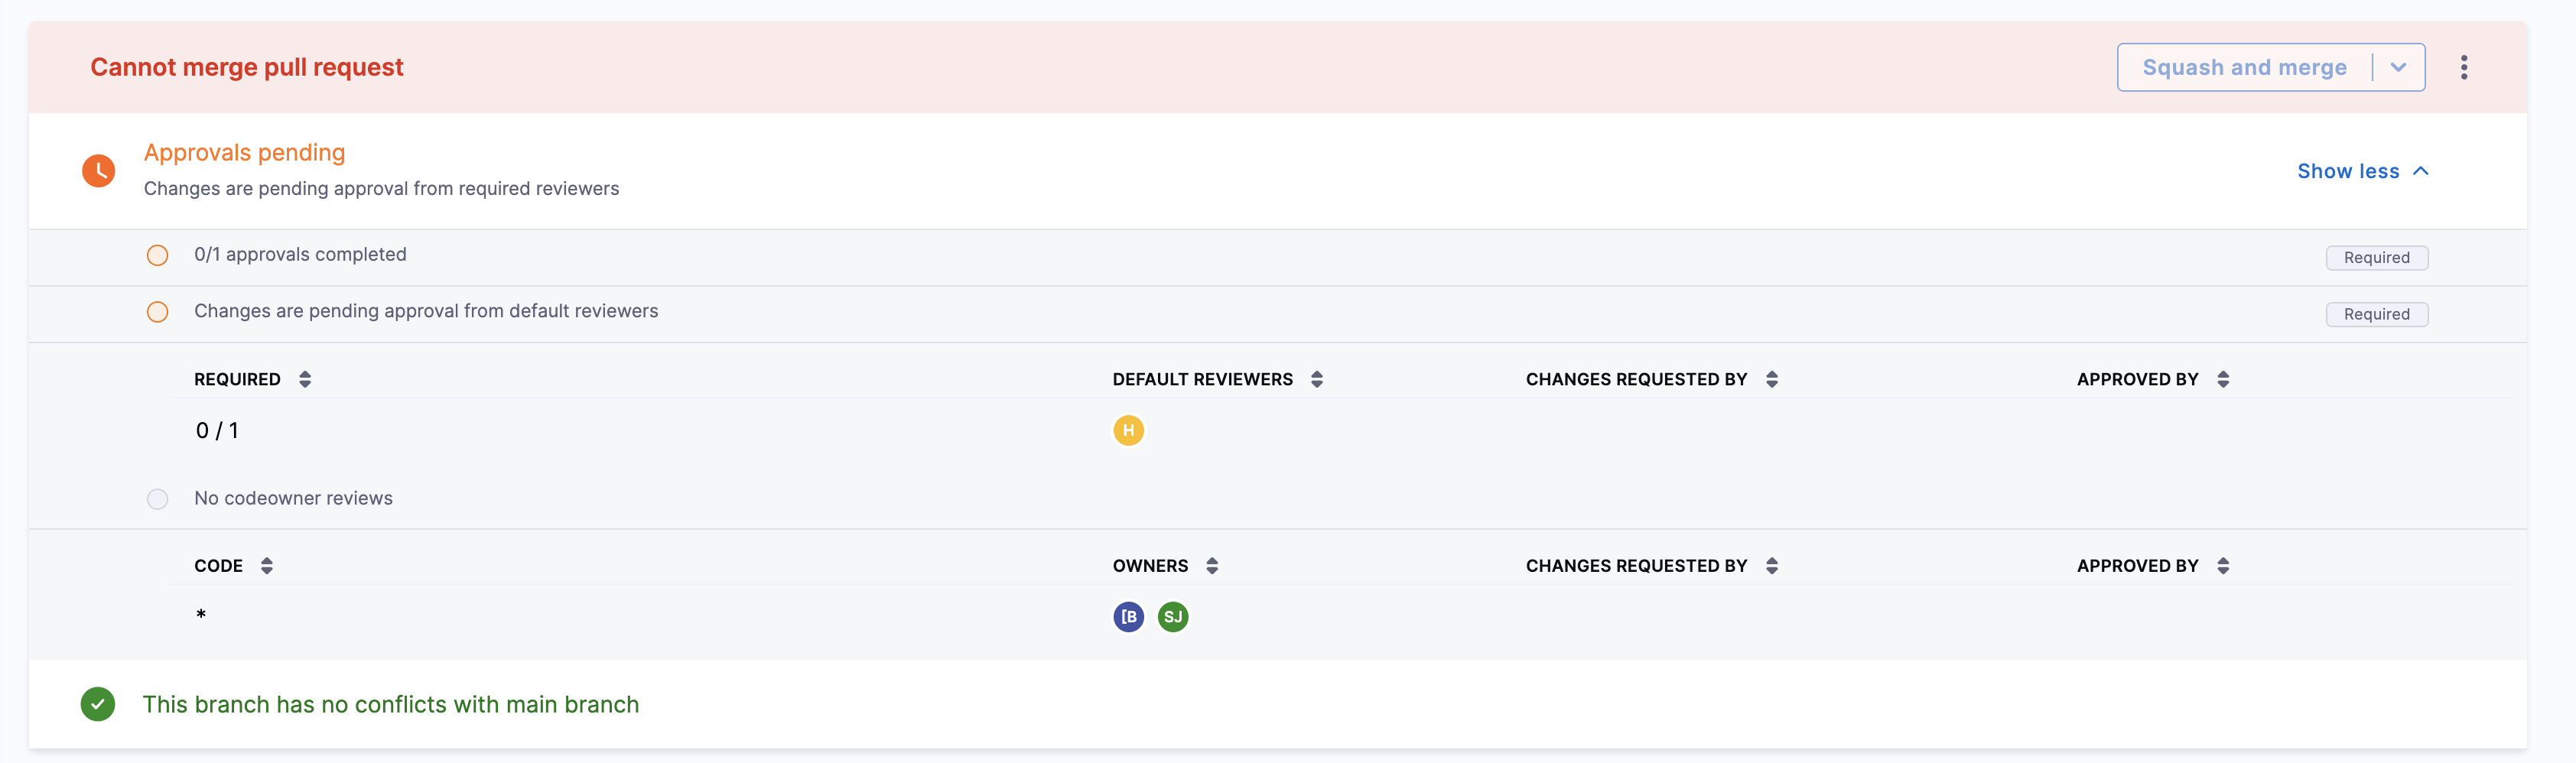 Cannot merge pull request
Squash and merge
Approvals pending
Changes are pending approval from required reviewers
Show less
0/1 approvals completed
Required
Changes are pending approval from default reviewers
Required
REQUIRED DEFAULT REVIEWERS CHANGES REQUESTED BY APPROVED BY
0 / 1 H
No codeowner reviews
CODE OWNERS CHANGES REQUESTED BY APPROVED BY
* [B SJ
This branch has no conflicts with main branch